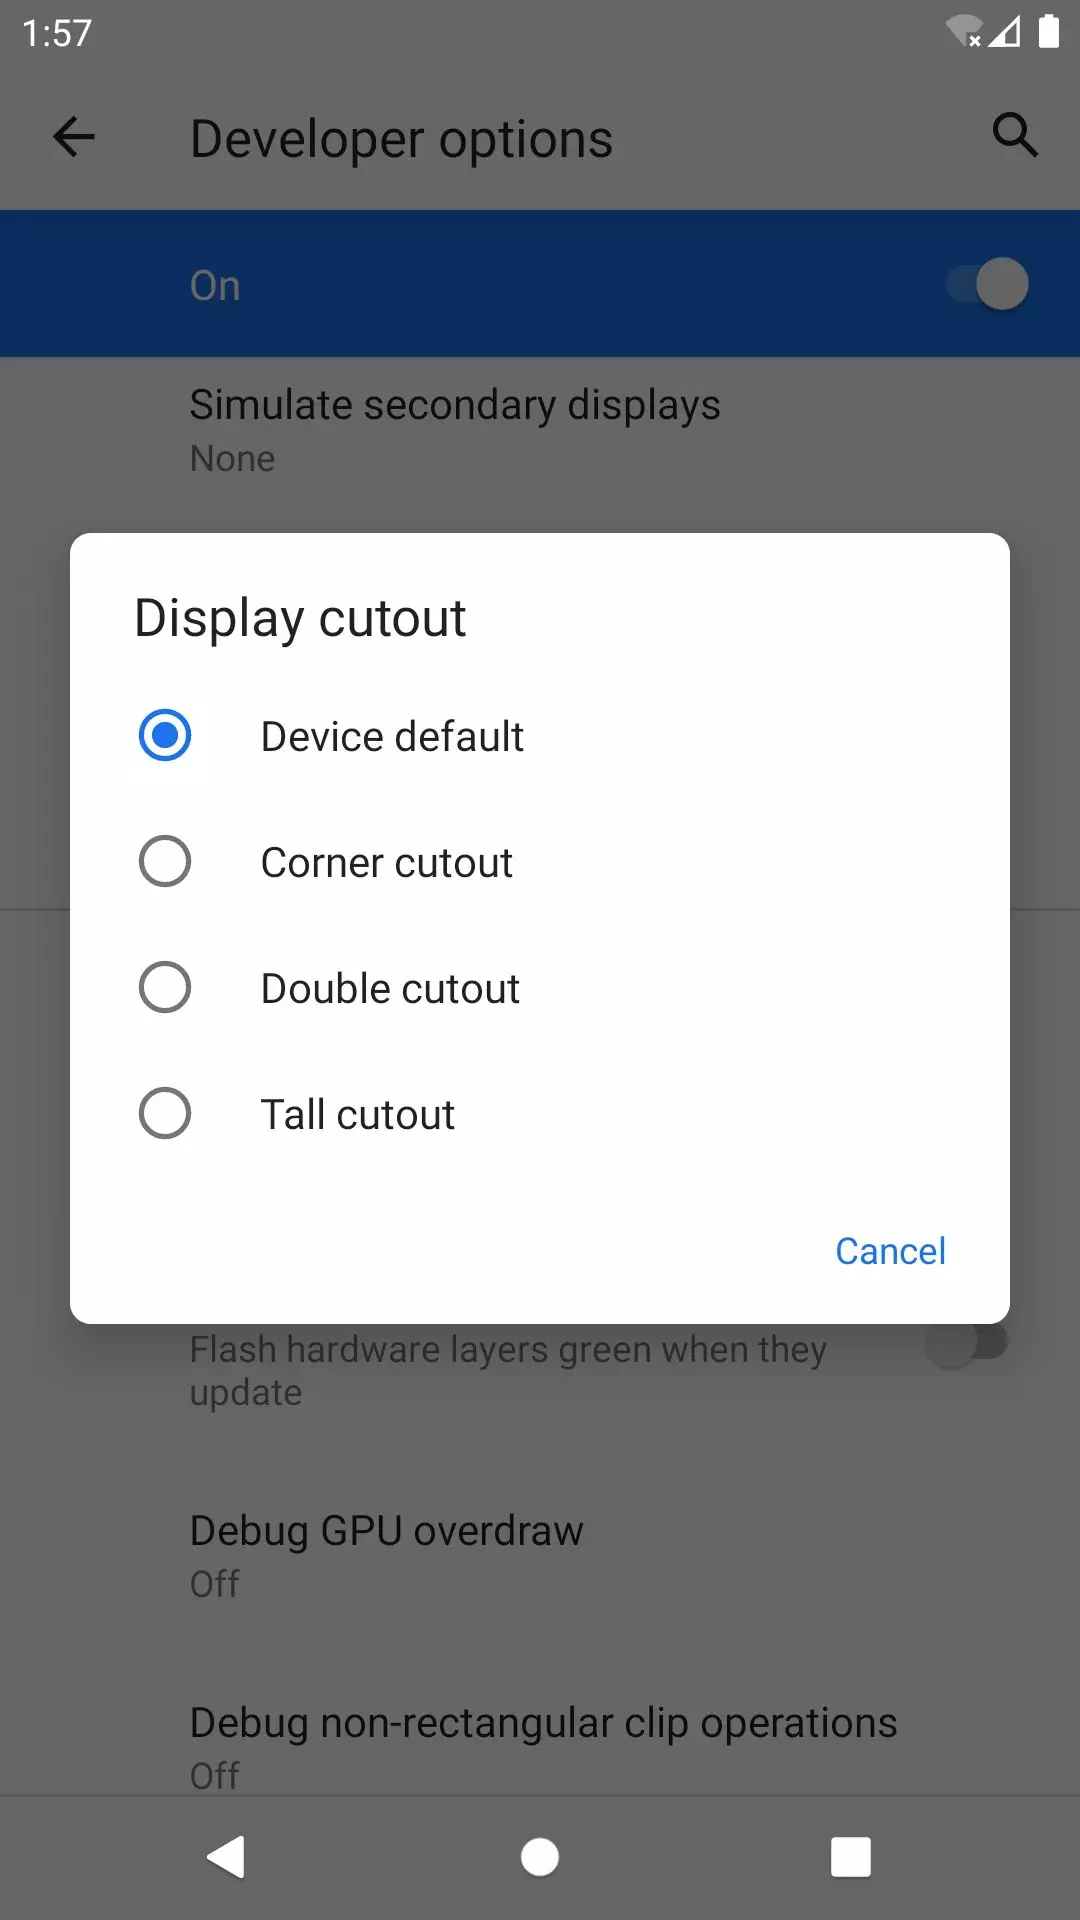 1:57
Developer options
On
Simulate secondary displays
None
Display cutout
Device default
Corner cutout
Double cutout
Tall cutout
Cancel
Flash hardware layers green when they
update
Debug GPU overdraw
Off
Debug non-rectangular clip operations
Off